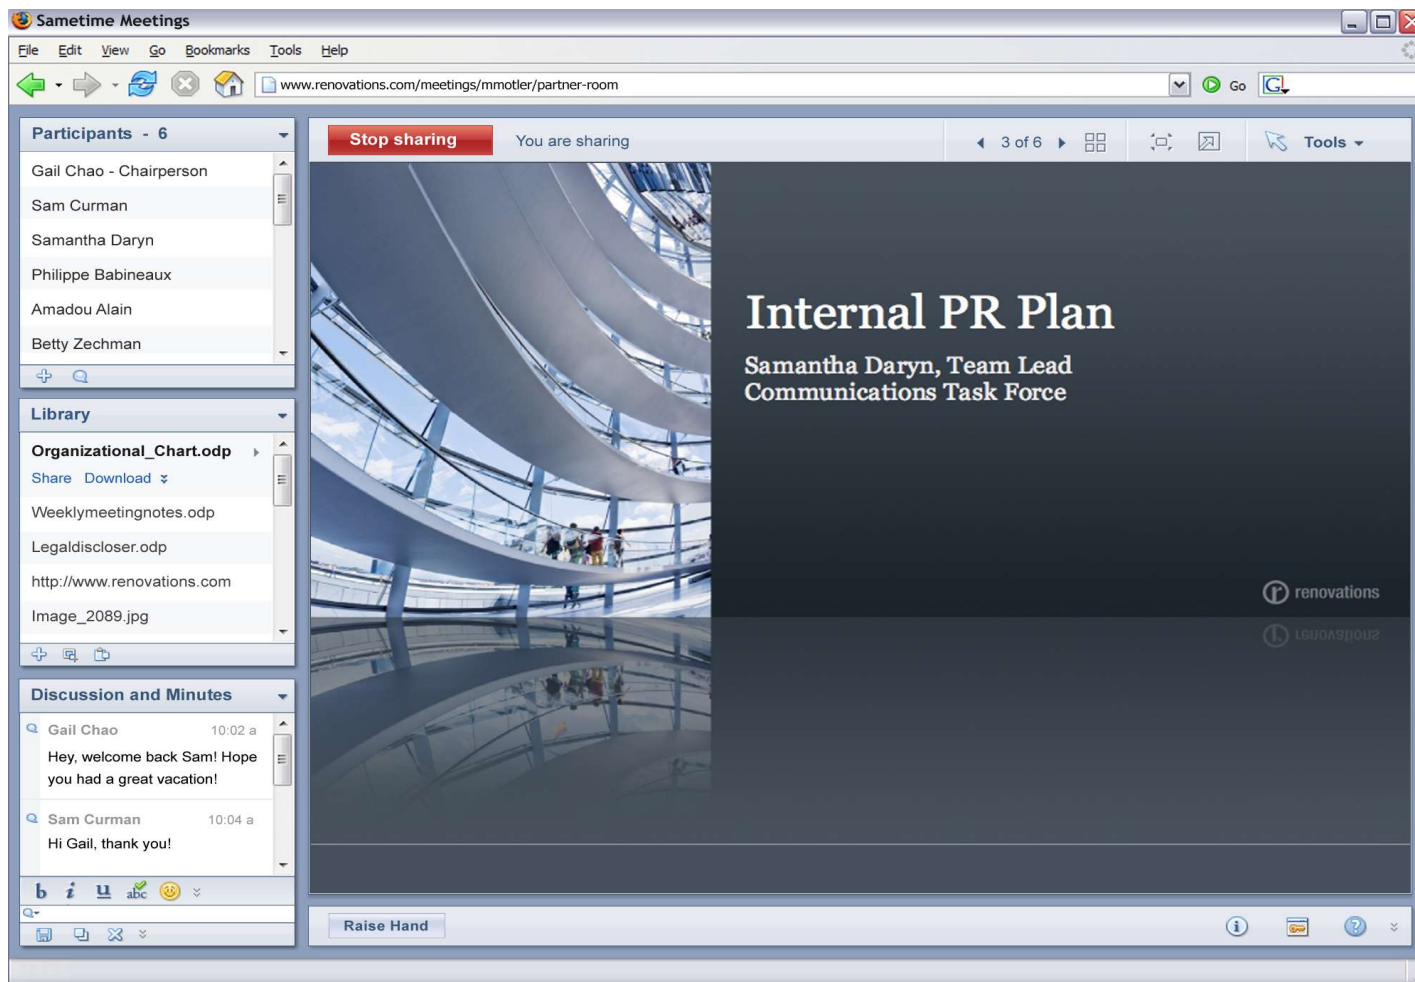 Sametime Meetings
File Edit View Go Bookmarks Tools Help
www.renovations.com/meetings/mmotler/partner-room
Go
G
Participants - 6
Gail Chao - Chairperson
Sam Curman
Samantha Daryn
Philippe Babineaux
Amadou Alain
Betty Zechman
Library
Organizational_Chart.odp
Share Download
Weeklymeetingnotes.odp
Legaldiscloser.odp
http://www.renovations.com
Image_2089.jpg
Discussion and Minutes
Gail Chao 10:02 a
Hey, welcome back Sam! Hope
you had a great vacation!
Sam Curman 10:04 a
Hi Gail, thank you!
b i u abc
Stop sharing You are sharing 3 of 6 Tools
Internal PR Plan
Samantha Daryn, Team Lead
Communications Task Force
r renovations
renovations
Raise Hand